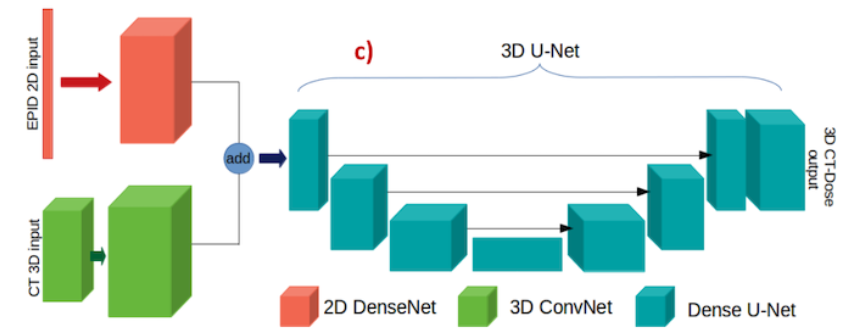 EPID 2D input
c)
3D U-Net
add
3D CT-Dose
output
CT 3D input
2D DenseNet
3D ConvNet
Dense U-Net